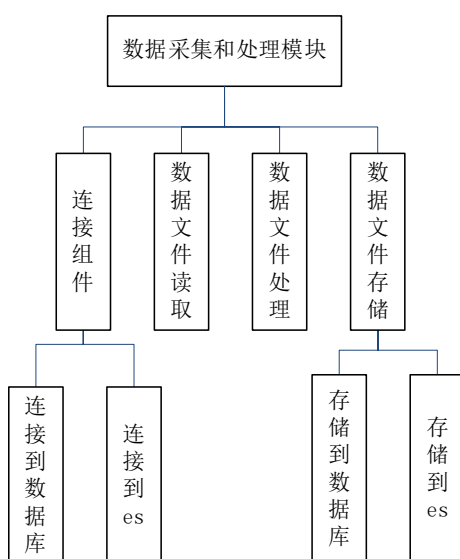 数据采集和处理模块
连接组件
数据文件读取
数据文件处理
数据文件存储
连接到数据库
连接到es
存储到数据库
存储到es